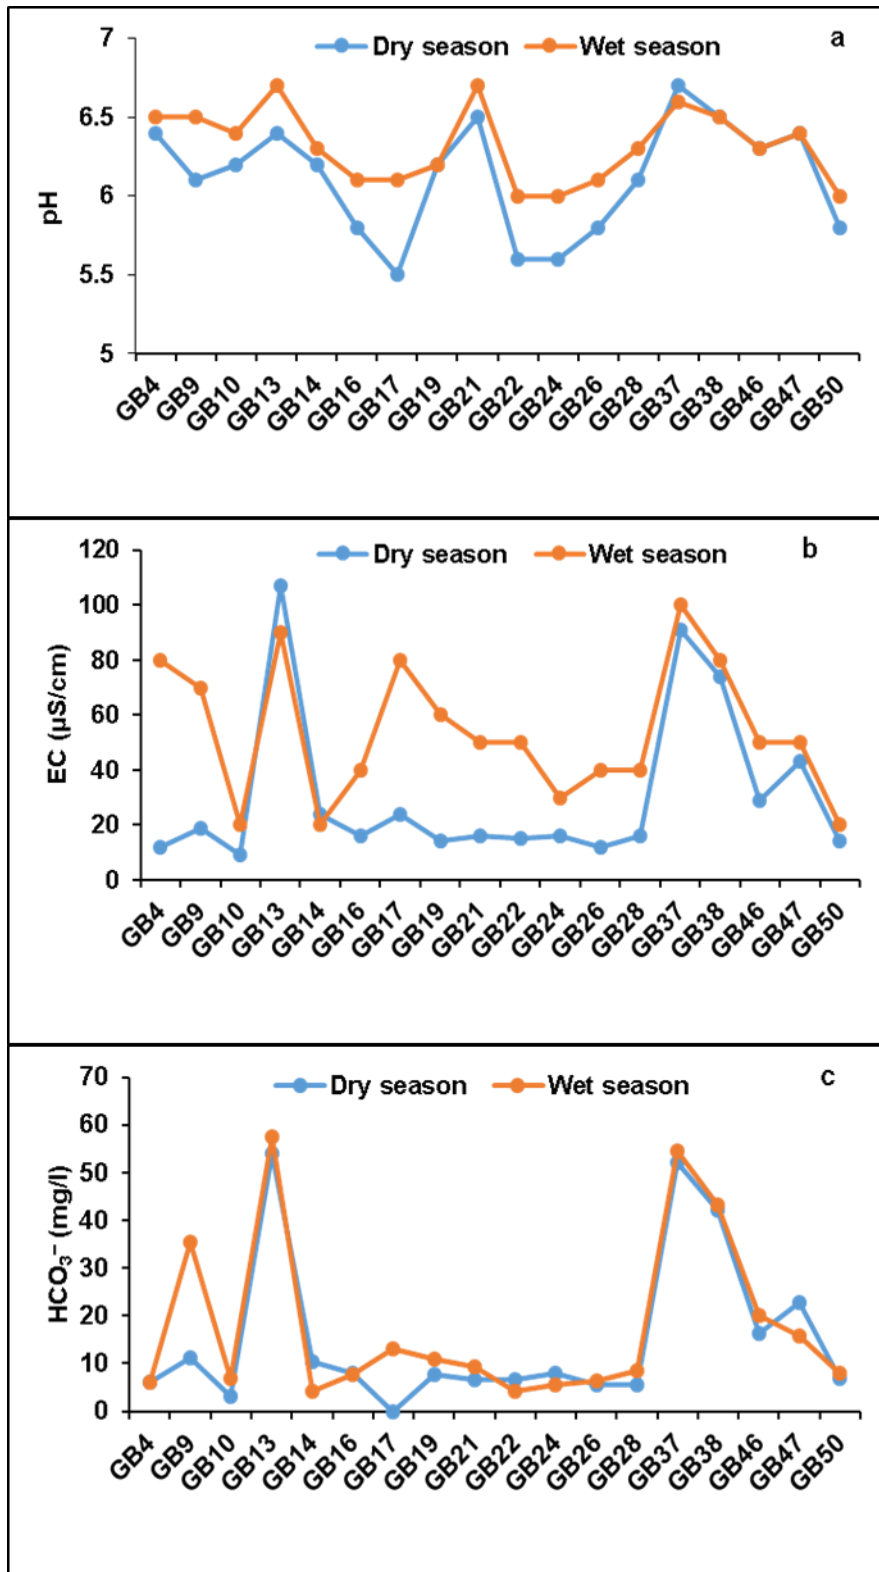 a
Dry season Wet season
7
6.5
6
5.5
5
pH
GB4 GB9 GB10 GB13 GB14 GB16 GB17 GB19 GB21 GB22 GB24 GB26 GB28 GB37 GB38 GB46 GB47 GB50
b
Dry season Wet season
120
100
80
60
40
20
0
EC (µS/cm)
GB4 GB9 GB10 GB13 GB14 GB16 GB17 GB19 GB21 GB22 GB24 GB26 GB28 GB37 GB38 GB46 GB47 GB50
c
Dry season Wet season
70
60
50
40
30
20
10
0
HCO₃⁻ (mg/l)
GB4 GB9 GB10 GB13 GB14 GB16 GB17 GB19 GB21 GB22 GB24 GB26 GB28 GB37 GB38 GB46 GB47 GB50